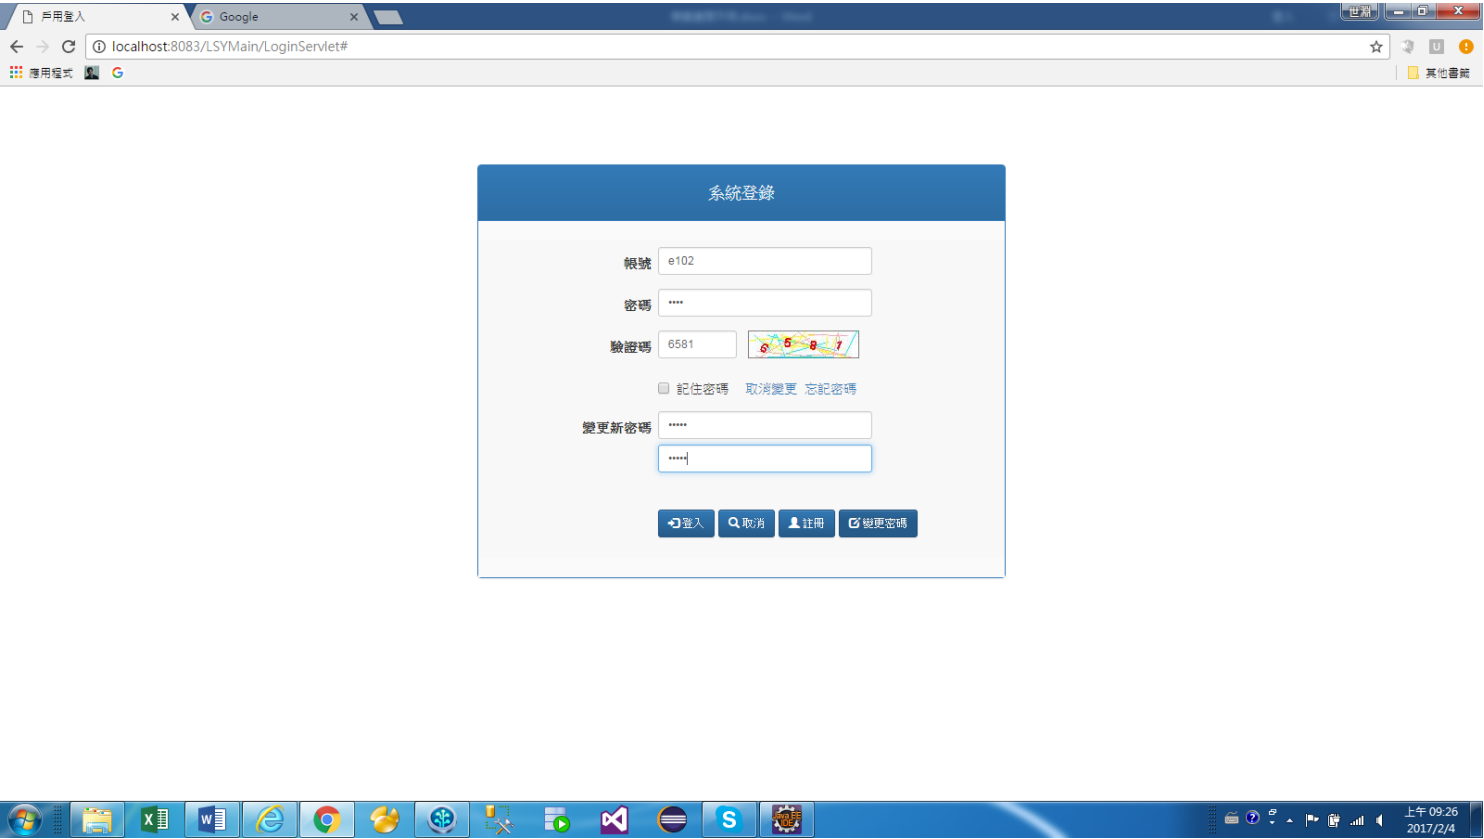 戶用登入
Google
世淵
localhost:8083/LSYMain/LoginServlet#
應用程式
其他書籤
系統登錄
帳號 e102
密碼 ••••
驗證碼 6581 6581
記住密碼 取消變更 忘記密碼
變更新密碼 •••••
•••••
登入 取消 註冊 變更密碼
上午 09:26
2017/2/4